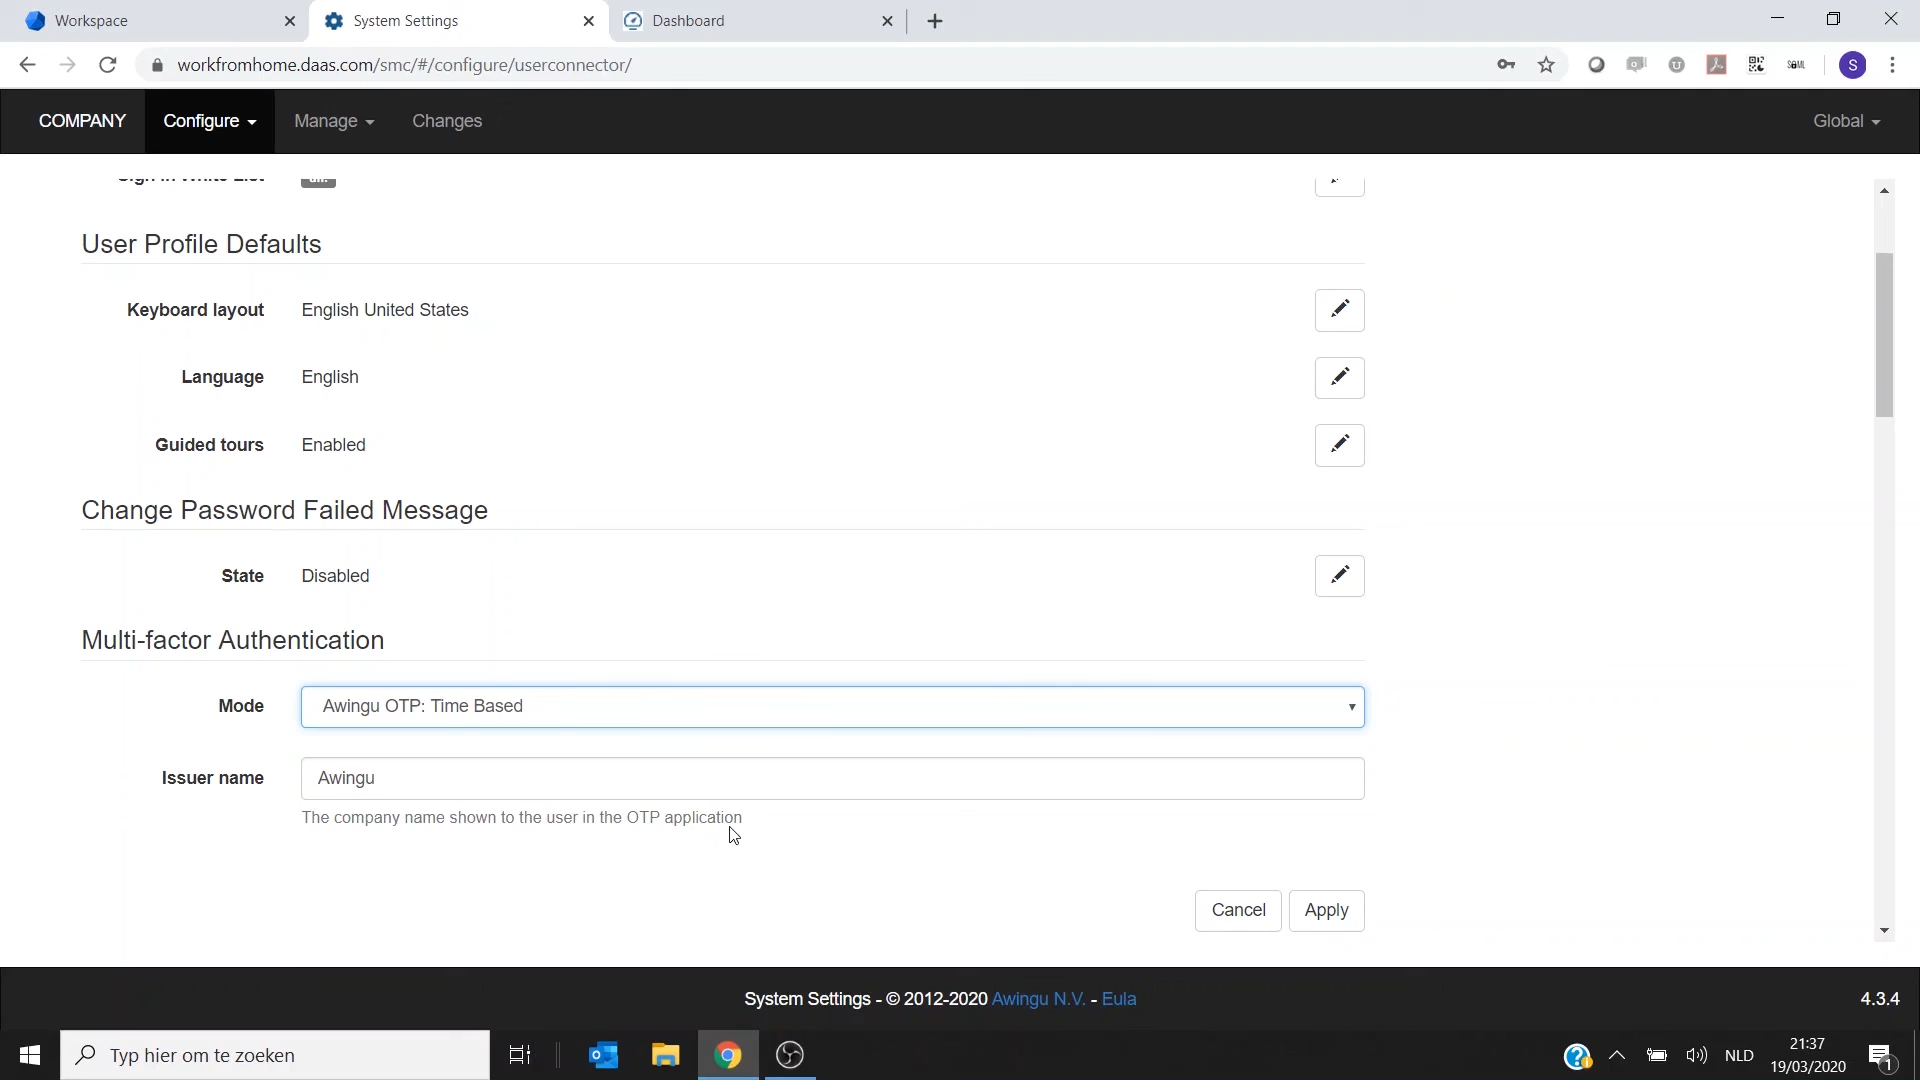 Workspace
System Settings
Dashboard
workfromhome.daas.com/smc/#/configure/userconnector/
S
COMPANY
Configure
Manage
Changes
Global
User Profile Defaults
Keyboard layout English United States
Language English
Guided tours Enabled
Change Password Failed Message
State Disabled
Multi-factor Authentication
Mode Awingu OTP: Time Based
Issuer name Awingu
The company name shown to the user in the OTP application
Cancel Apply
System Settings - © 2012-2020 Awingu N.V. - Eula
4.3.4
Typ hier om te zoeken
NLD
21:37
19/03/2020
1